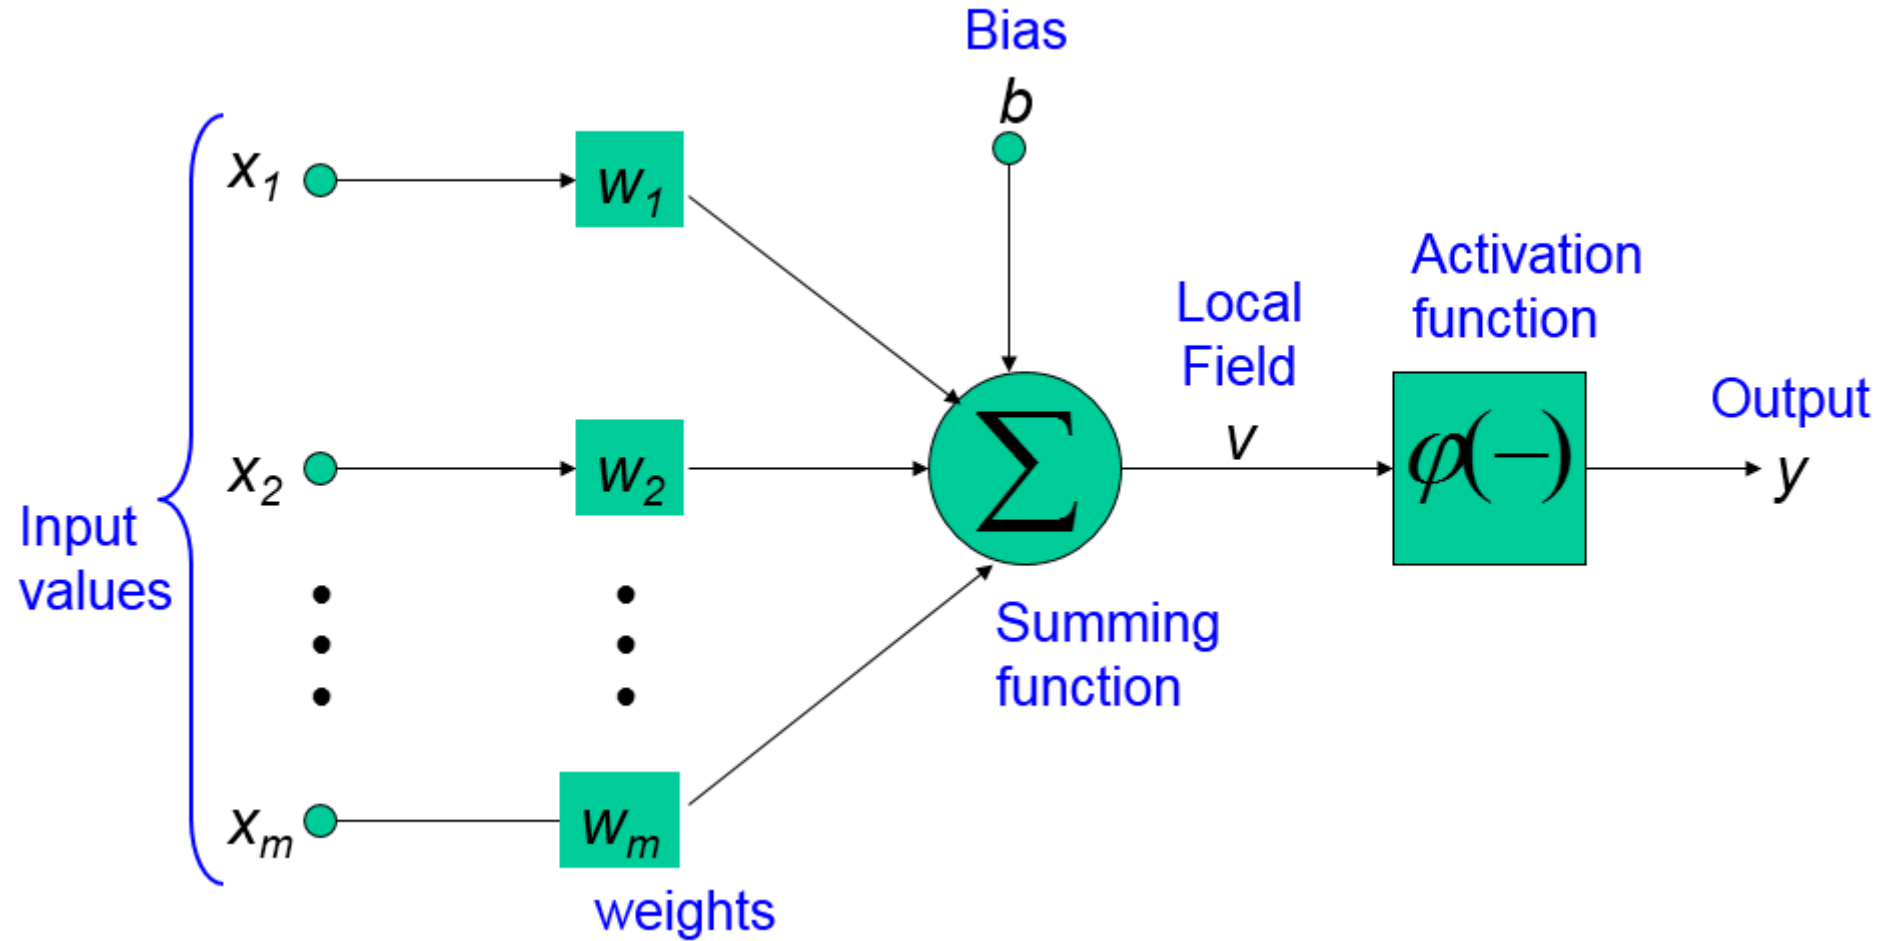 Bias
b
x1
w1
Activation
function
Local
Field
v
Output
x2
w2
∑
φ(−)
y
Input
values
Summing
function
xm
wm
weights